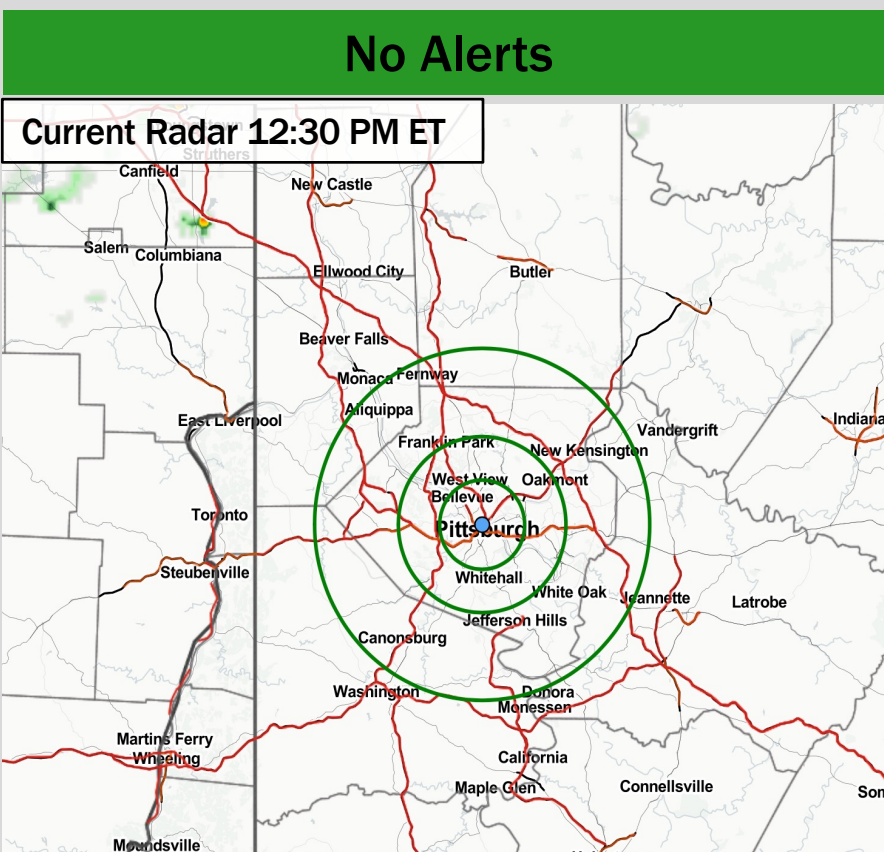 No Alerts
Current Radar 12:30 PM ET
Struthers
Canfield
New Castle
Salem
Columbiana
Ellwood City
Butler
Beaver Falls
Monaca
Fernway
Aliquippa
East Liverpool
Indiana
Vandergrift
Franklin Park
New Kensington
West View
Oakmont
Bellevue
Toronto
Pittsburgh
Steubenville
Whitehall
White Oak
Jeannette
Latrobe
Jefferson Hills
Canonsburg
Washington
Donora
Monessen
Martins Ferry
Wheeling
California
Maple Glen
Connellsville
Som
Moundsville